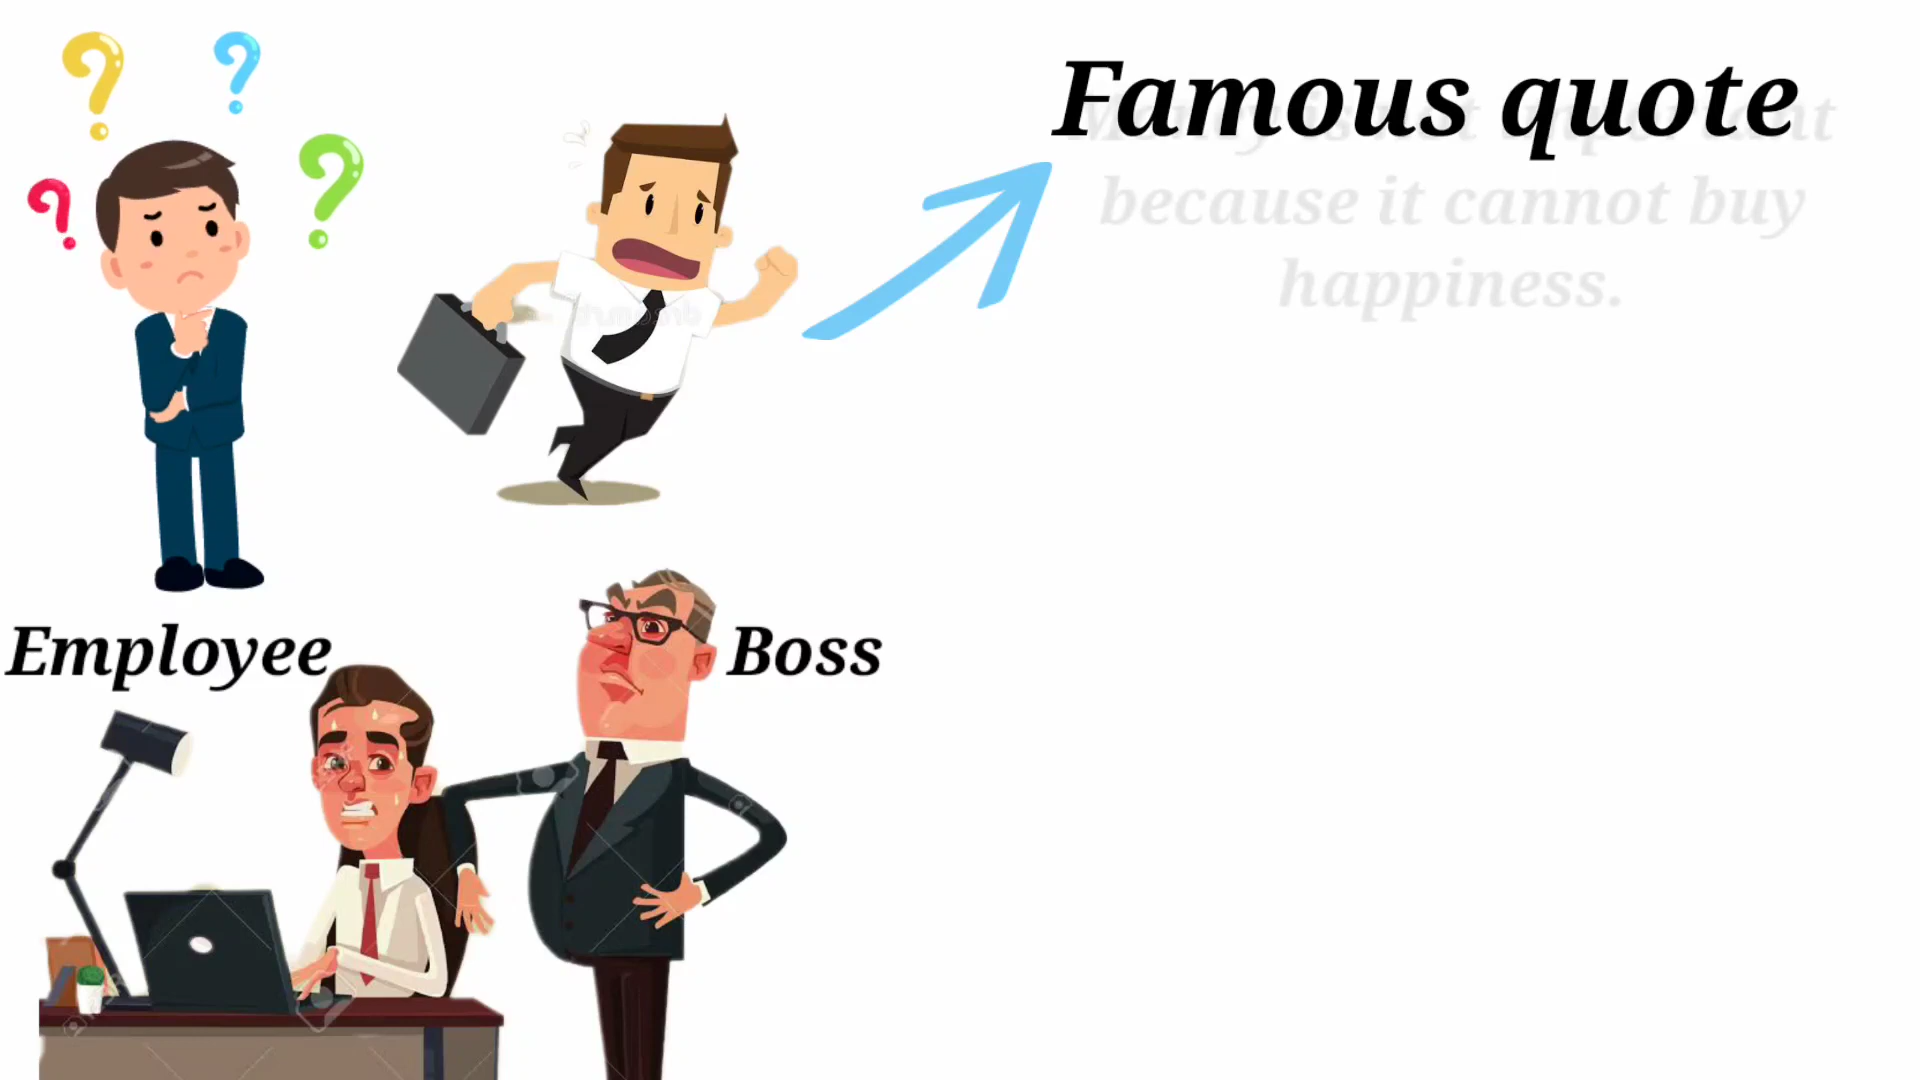 Famous quote
because it cannot buy
happiness.
Employee
Boss